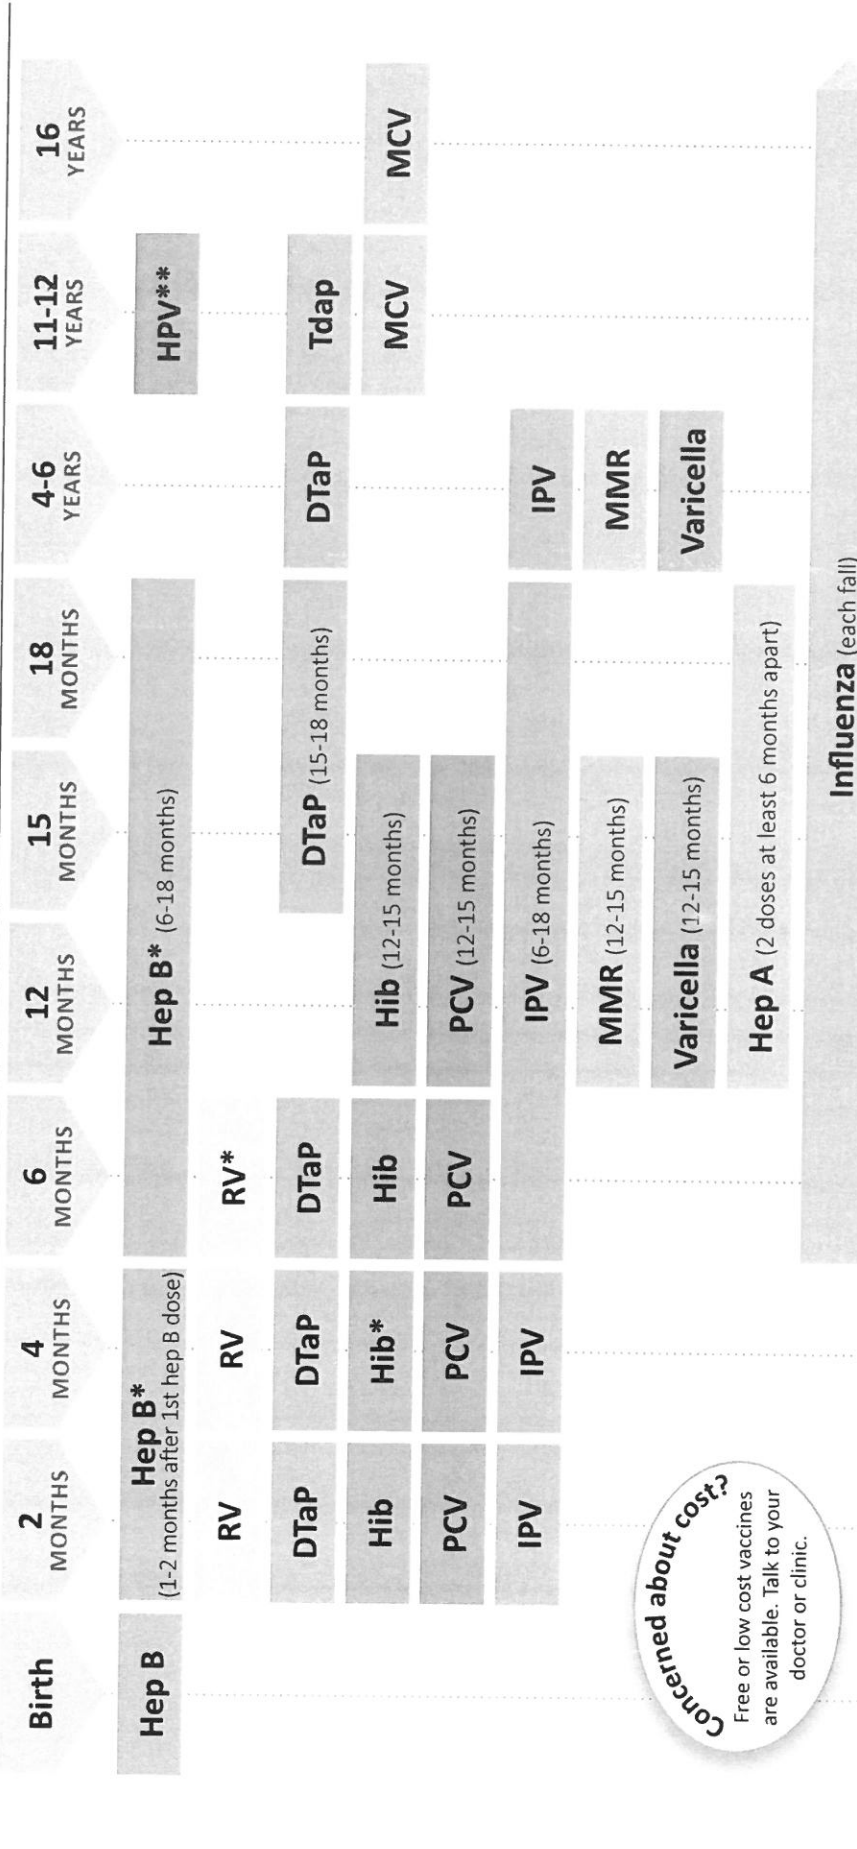 Birth
2
MONTHS
4
MONTHS
6
MONTHS
12
MONTHS
15
MONTHS
18
MONTHS
4-6
YEARS
11-12
YEARS
16
YEARS
Hep B
Hep B*
(1-2 months after 1st hep B dose)
Hep B* (6-18 months)
HPV**
RV
RV
RV*
DTaP
DTaP
DTaP
DTaP (15-18 months)
DTaP
Tdap
Hib
Hib*
Hib
Hib (12-15 months)
MCV
MCV
PCV
PCV
PCV
PCV (12-15 months)
IPV
IPV
IPV (6-18 months)
IPV
MMR (12-15 months)
MMR
Varicella (12-15 months)
Varicella
Hep A (2 doses at least 6 months apart)
Influenza (each fall)
Concerned about cost?
Free or low cost vaccines
are available. Talk to your
doctor or clinic.